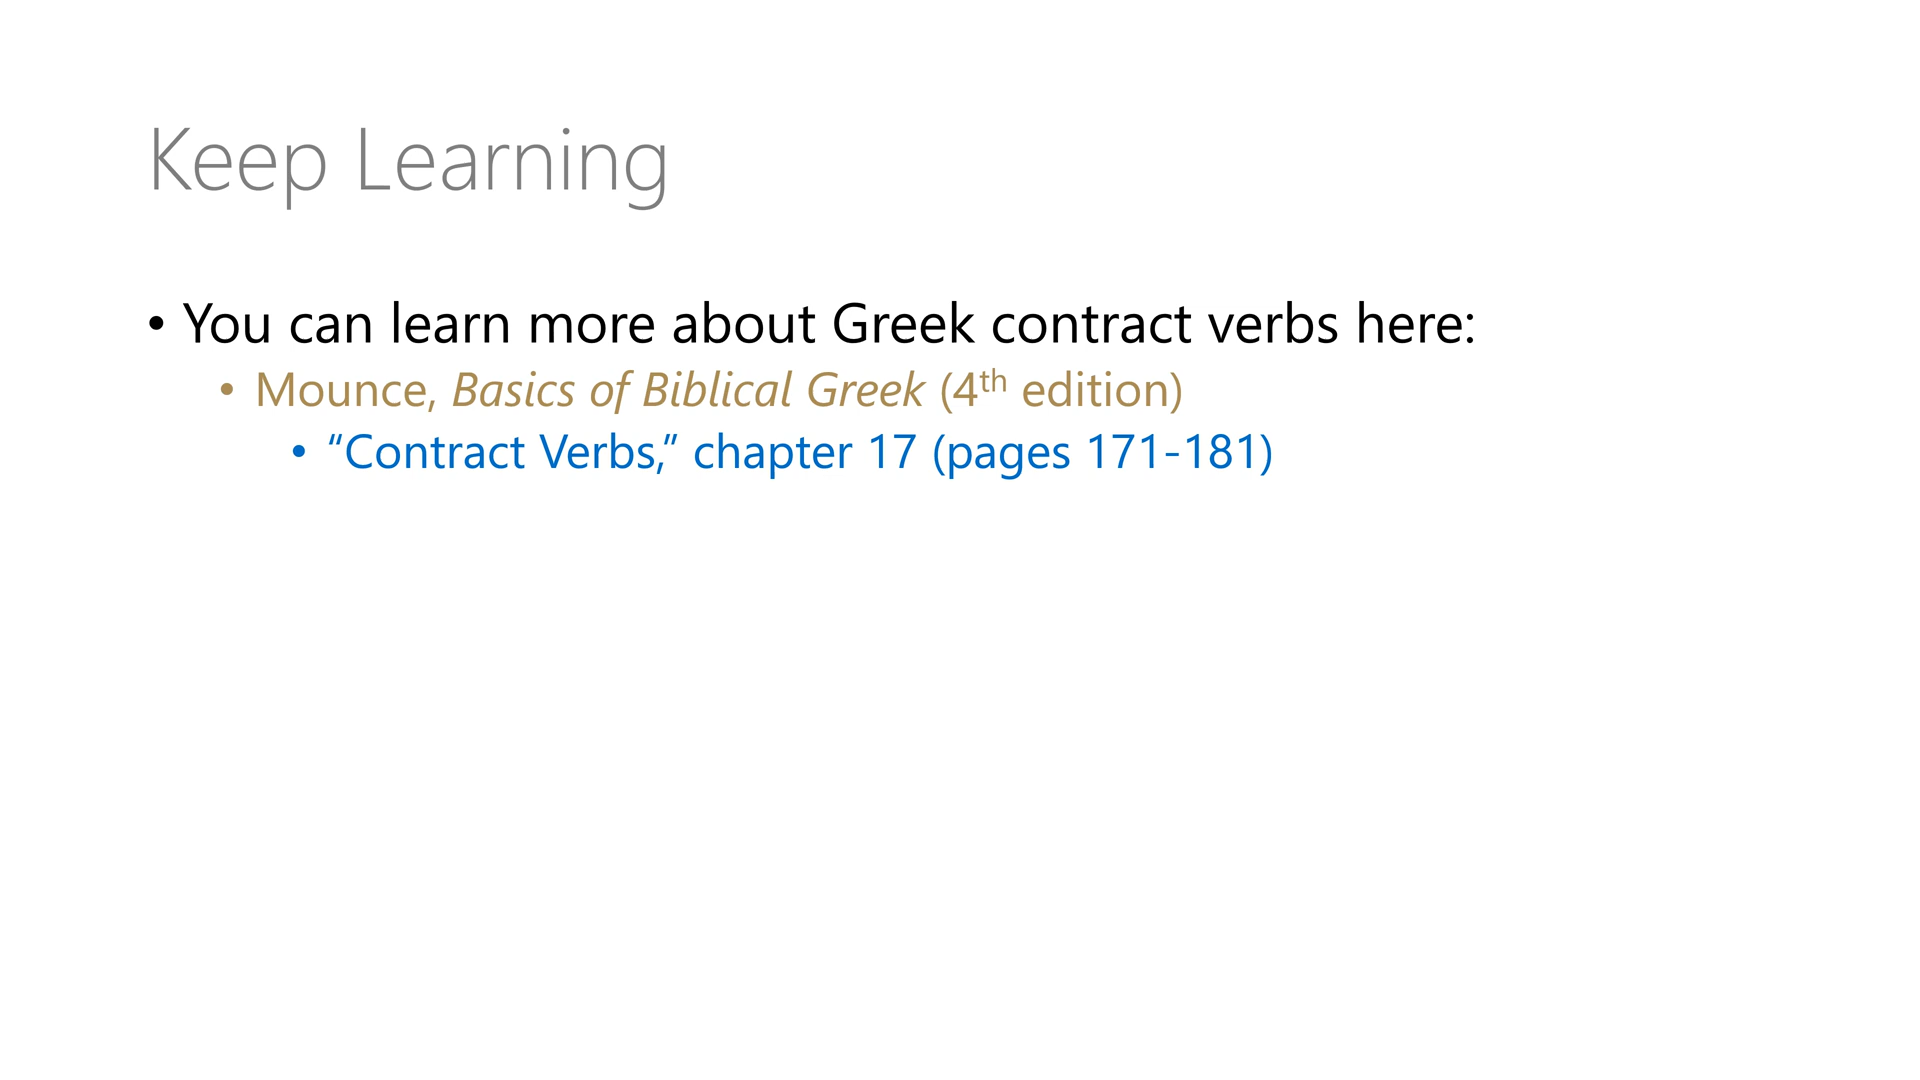 Keep Learning
• You can learn more about Greek contract verbs here:
• Mounce, Basics of Biblical Greek (4th edition)
• “Contract Verbs,” chapter 17 (pages 171-181)